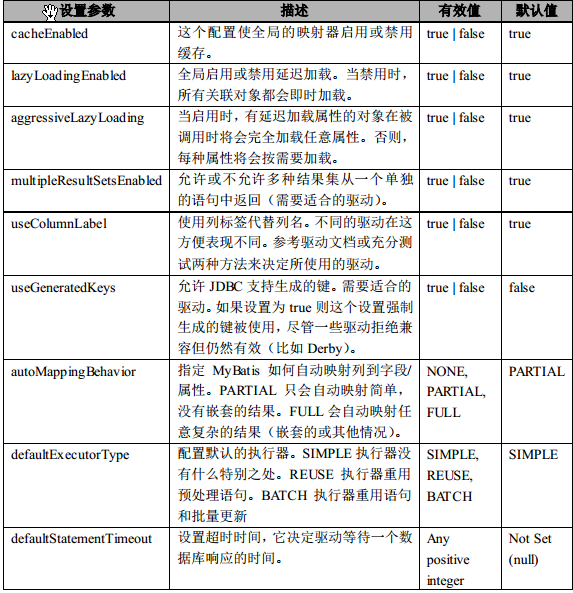 设置参数 描述 有效值 默认值
cacheEnabled 这个配置使全局的映射器启用或禁用 true | false true
缓存。
lazyLoadingEnabled 全局启用或禁用延迟加载。当禁用时， true | false true
所有关联对象都会即时加载。
aggressiveLazyLoading 当启用时，有延迟加载属性的对象在被 true | false true
调用时将会完全加载任意属性。否则，
每种属性将会按需要加载。
multipleResultSetsEnabled 允许或不允许多种结果集从一个单独 true | false true
的语句中返回（需要适合的驱动）。
useColumnLabel 使用列标签代替列名。不同的驱动在这 true | false true
方便表现不同。参考驱动文档或充分测
试两种方法来决定所使用的驱动。
useGeneratedKeys 允许 JDBC 支持生成的键。需要适合的 true | false false
驱动。如果设置为 true 则这个设置强制
生成的键被使用，尽管一些驱动拒绝兼
容但仍然有效（比如 Derby）。
autoMappingBehavior 指定 MyBatis 如何自动映射列到字段/ NONE, PARTIAL
属性。PARTIAL 只会自动映射简单， PARTIAL,
没有嵌套的结果。FULL 会自动映射任 FULL
意复杂的结果（嵌套的或其他情况）。
defaultExecutorType 配置默认的执行器。SIMPLE 执行器没 SIMPLE, SIMPLE
有什么特别之处。REUSE 执行器重用 REUSE,
预处理语句。BATCH 执行器重用语句 BATCH
和批量更新
defaultStatementTimeout 设置超时时间，它决定驱动等待一个数 Any Not Set
据库响应的时间。 positive (null)
integer